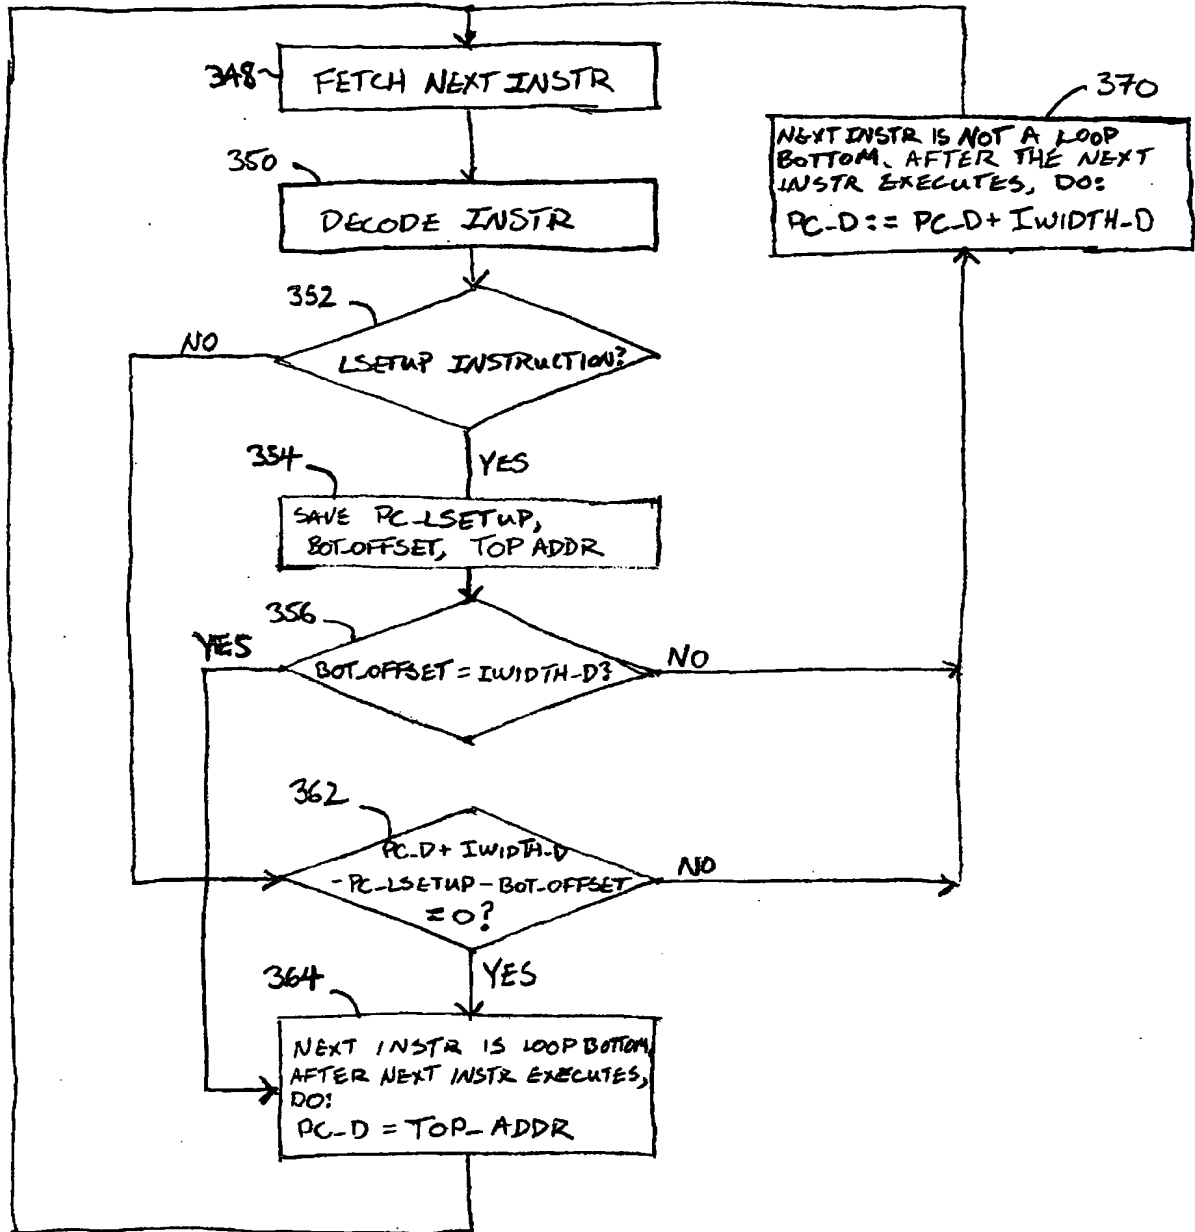 348
FETCH NEXT INSTR
370
NEXT INSTR IS NOT A LOOP
BOTTOM. AFTER THE NEXT
INSTR EXECUTES, DO:
PC_D := PC_D + IWIDTH_D
350
DECODE INSTR
352
NO
LSETUP INSTRUCTION?
YES
354
SAVE PC_LSETUP,
BOT_OFFSET, TOP ADDR
356
YES
BOT_OFFSET = IWIDTH_D?
NO
362
PC_D + IWIDTH_D
- PC_LSETUP - BOT_OFFSET
= 0?
NO
YES
364
NEXT INSTR IS LOOP BOTTOM,
AFTER NEXT INSTR EXECUTES,
DO:
PC_D = TOP_ADDR